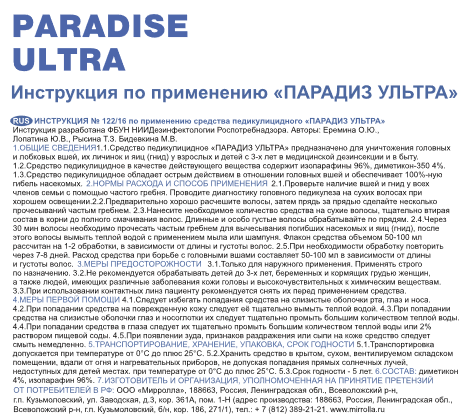 PARADISE
ULTRA
Инструкция по применению «ПАРАДИЗ УЛЬТРА»
RUS ИНСТРУКЦИЯ № 122/16 по применению средства педикулицидного «ПАРАДИЗ УЛЬТРА»
Инструкция разработана ФБУН НИИДезинфектологии Роспотребнадзора. Авторы: Еремина О.Ю.,
Лопатина Ю.В., Рысина Т.З. Бидевкина М.В.
1.ОБЩИЕ СВЕДЕНИЯ1.1.Средство педикулицидное «ПАРАДИЗ УЛЬТРА» предназначено для уничтожения головных
и лобковых вшей, их личинок и яиц (гнид) у взрослых и детей с 3-х лет в медицинской дезинсекции и в быту.
1.2.Средство педикулицидное в качестве действующего вещества содержит изопарафины 96%, диметикон-350 4%.
1.3.Средство педикулицидное обладает острым действием в отношении головных вшей и обеспечивает 100%-ную
гибель насекомых. 2.НОРМЫ РАСХОДА И СПОСОБ ПРИМЕНЕНИЯ 2.1.Проверьте наличие вшей и гнид у всех
членов семьи с помощью частого гребня. Проводите диагностику головного педикулеза на сухих волосах при
хорошем освещении.2.2.Предварительно хорошо расчешите волосы, затем прядь за прядью сделайте несколько
прочесываний частым гребнем. 2.3.Нанесите необходимое количество средства на сухие волосы, тщательно втирая
состав в корни до полного смачивания волос. Длинные и особо густые волосы обрабатывайте по прядям. 2.4.Через
30 мин волосы необходимо прочесать частым гребнем для вычесывания погибших насекомых и яиц (гнид), после
этого волосы вымыть теплой водой с применением мыла или шампуня. Флакон средства объемом 50-100 мл
рассчитан на 1-2 обработки, в зависимости от длины и густоты волос. 2.5.При необходимости обработку повторить
через 7-8 дней. Расход средства при борьбе с головными вшами составляет 50-100 мл в зависимости от длины
и густоты волос. 3.МЕРЫ ПРЕДОСТОРОЖНОСТИ 3.1.Только для наружного применения. Применять строго
по назначению. 3.2.Не рекомендуется обрабатывать детей до 3-х лет, беременных и кормящих грудью женщин,
а также людей, имеющих различные заболевания кожи головы и высокочувствительных к химическим веществам.
3.3.При использовании контактных линз пациенту рекомендуется снять их перед применением средства.
4.МЕРЫ ПЕРВОЙ ПОМОЩИ 4.1.Следует избегать попадания средства на слизистые оболочки рта, глаз и носа.
4.2.При попадании средства на поврежденную кожу следует её тщательно вымыть теплой водой. 4.3.При попадании
средства на слизистые оболочки глаз и носоглотки их следует тщательно промыть большим количеством теплой воды.
4.4.При попадании средства в глаза следует их тщательно промыть большим количеством теплой воды или 2%
раствором пищевой соды. 4.5.При появлении зуда, признаков раздражения или сыпи на коже средство следует
смыть немедленно. 5.ТРАНСПОРТИРОВАНИЕ, ХРАНЕНИЕ, УПАКОВКА, СРОК ГОДНОСТИ 5.1.Транспортировка
допускается при температуре от 0°С до плюс 25°С. 5.2.Хранить средство в крытом, сухом, вентилируемом складском
помещении, вдали от огня и нагревательных приборов, не допуская попадания прямых солнечных лучей,
недоступных для детей местах. при температуре от 0°С до плюс 25°С. 5.3.Срок годности - 5 лет. 6.СОСТАВ: диметикон
4%, изопарафин 96%. 7.ИЗГОТОВИТЕЛЬ И ОРГАНИЗАЦИЯ, УПОЛНОМОЧЕННАЯ НА ПРИНЯТИЕ ПРЕТЕНЗИЙ
ОТ ПОТРЕБИТЕЛЕЙ В РФ: ООО «Мирролла», 188663, Россия, Ленинградская обл., Всеволожский р-н,
г.п. Кузьмоловский, ул. Заводская, д.3, кор. 361А, пом. 1-Н (адрес производства: 188663, Россия, Ленинградская обл.,
Всеволожский р-н, г.п. Кузьмоловский, б/н, кор. 186, 271/1), тел.: + 7 (812) 389-21-21. www.mirrolla.ru